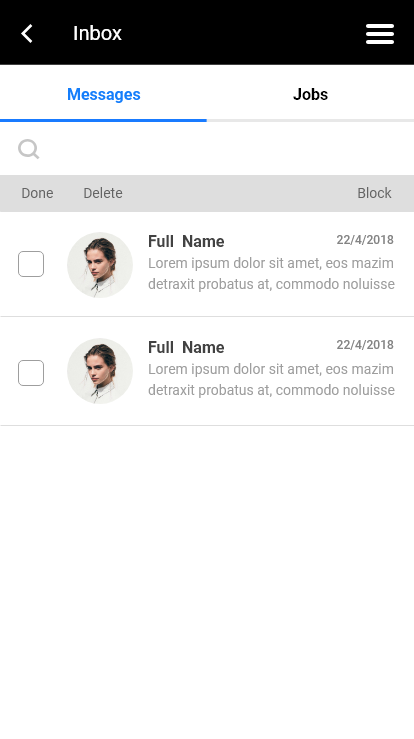 Inbox
Messages Jobs
Done Delete Block
Full Name 22/4/2018
Lorem ipsum dolor sit amet, eos mazim
detraxit probatus at, commodo noluisse
Full Name 22/4/2018
Lorem ipsum dolor sit amet, eos mazim
detraxit probatus at, commodo noluisse